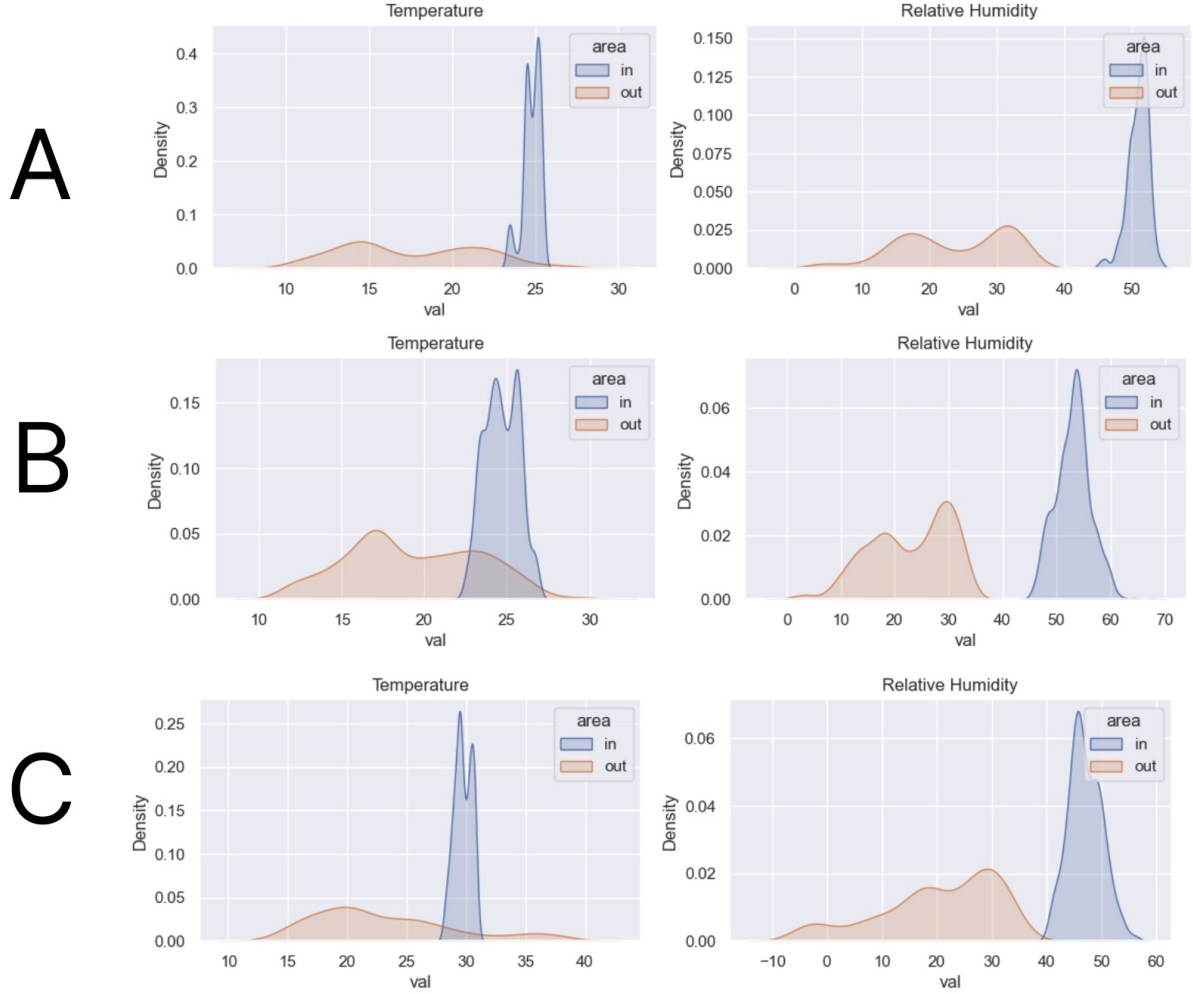 A
Temperature
Density
0.4
0.3
0.2
0.1
0.0
10 15 20 25 30
val
area
in
out
Relative Humidity
Density
0.150
0.125
0.100
0.075
0.050
0.025
0.000
0 10 20 30 40 50
val
area
in
out
B
Temperature
Density
0.15
0.10
0.05
0.00
10 15 20 25 30
val
area
in
out
Relative Humidity
Density
0.06
0.04
0.02
0.00
0 10 20 30 40 50 60 70
val
area
in
out
C
Temperature
Density
0.25
0.20
0.15
0.10
0.05
0.00
10 15 20 25 30 35 40
val
area
in
out
Relative Humidity
Density
0.06
0.04
0.02
0.00
−10 0 10 20 30 40 50 60
val
area
in
out